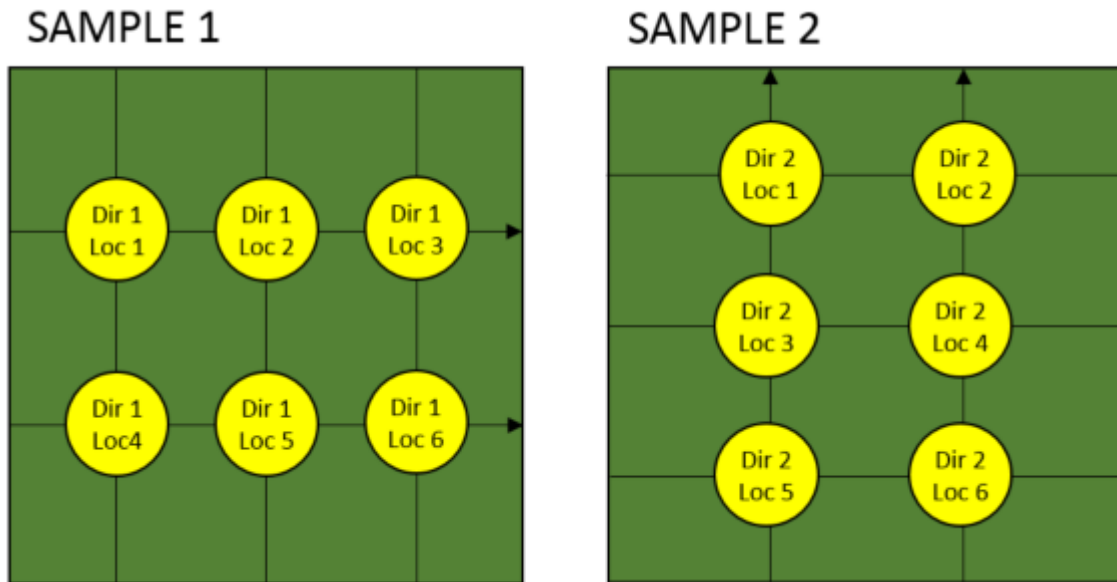 SAMPLE 1
SAMPLE 2
Dir 1
Loc 1
Dir 1
Loc 2
Dir 1
Loc 3
Dir 1
Loc4
Dir 1
Loc 5
Dir 1
Loc 6
Dir 2
Loc 1
Dir 2
Loc 2
Dir 2
Loc 3
Dir 2
Loc 4
Dir 2
Loc 5
Dir 2
Loc 6